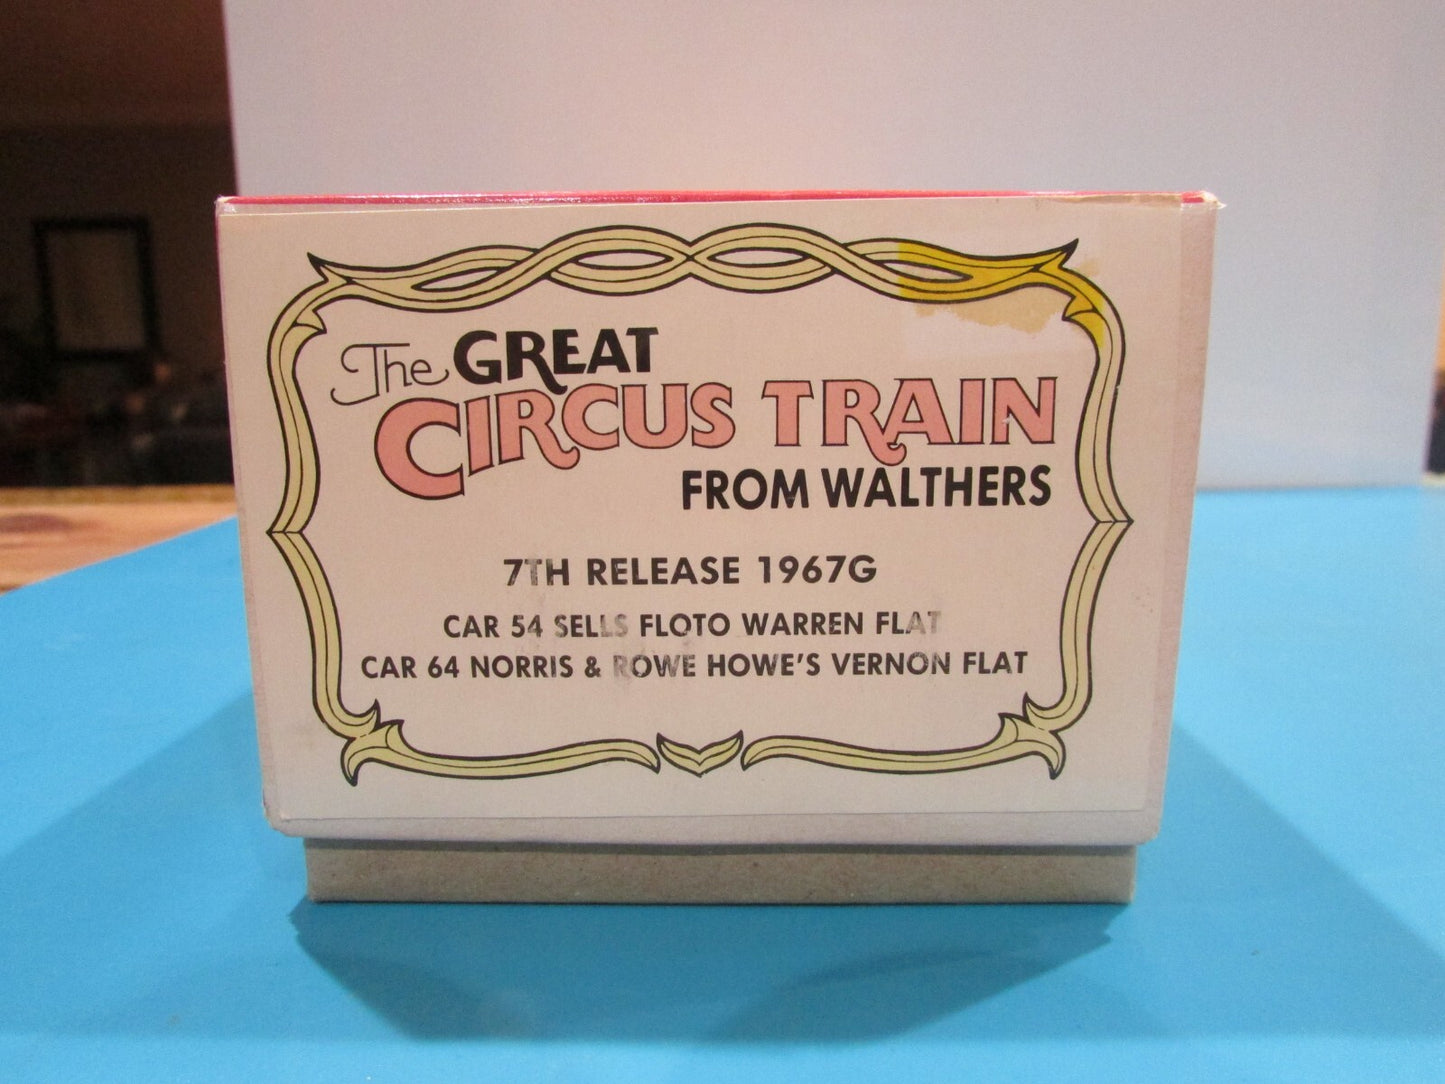 The GREAT
CIRCUS TRAIN
FROM WALTHERS
7TH RELEASE 1967G
CAR 54 SELLS FLOTO WARREN FLAT
CAR 64 NORRIS & ROWE HOWE'S VERNON FLAT